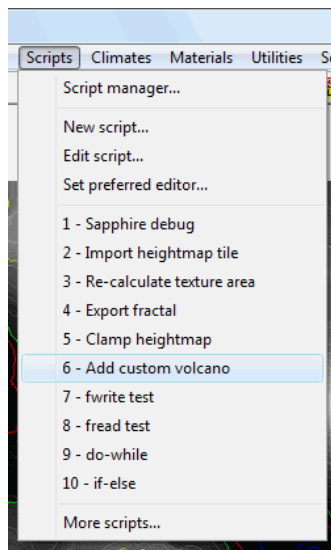 Scripts Climates Materials Utilities
Script manager...
New script...
Edit script...
Set preferred editor...
1 - Sapphire debug
2 - Import heightmap tile
3 - Re-calculate texture area
4 - Export fractal
5 - Clamp heightmap
6 - Add custom volcano
7 - fwrite test
8 - fread test
9 - do-while
10 - if-else
More scripts...